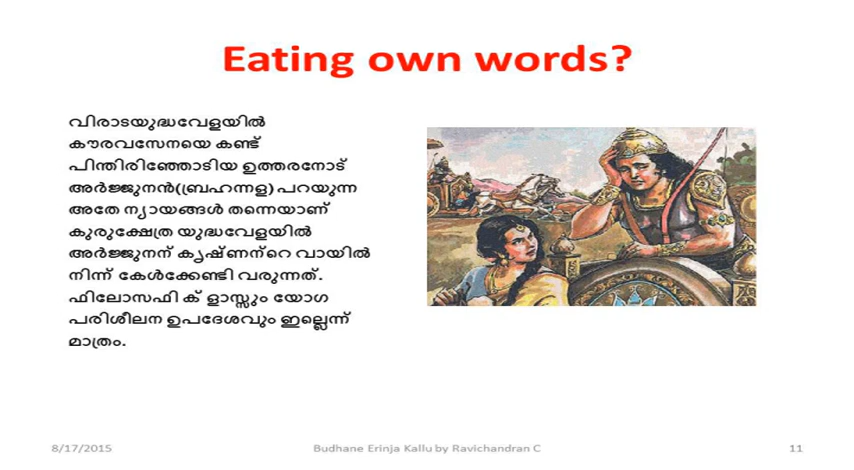 Eating own words?
വിരാടയുദ്ധവേളയിൽ
കൗരവസേനയെ കണ്ട്
പിന്തിരിഞ്ഞോടിയ ഉത്തരനോട്
അർജ്ജുനൻ(ബ്രഹന്നള) പറയുന്ന
അതേ ന്യായങ്ങൾ തന്നെയാണ്
കുരുക്ഷേത്ര യുദ്ധവേളയിൽ
അർജ്ജുനന് കൃഷ്ണന്റെ വായിൽ
നിന്ന് കേൾക്കേണ്ടി വരുന്നത്.
ഫിലോസഫി ക് ളാസ്സും യോഗ
പരിശീലന ഉപദേശവും ഇല്ലെന്ന്
മാത്രം.
8/17/2015 Budhane Erinja Kallu by Ravichandran C 11